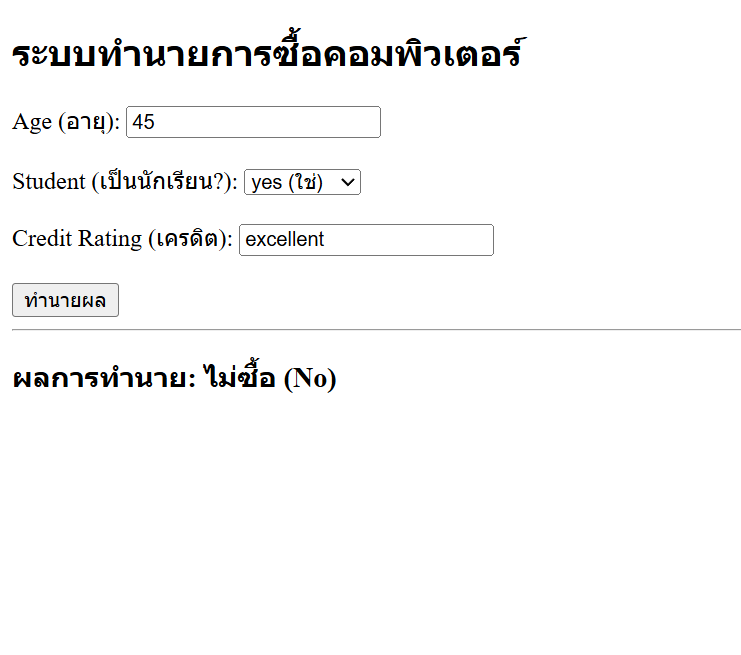 ระบบทำนายการซื้อคอมพิวเตอร์
Age (อายุ): 45
Student (เป็นนักเรียน?): yes (ใช่)
Credit Rating (เครดิต): excellent
ทำนายผล
ผลการทำนาย: ไม่ซื้อ (No)